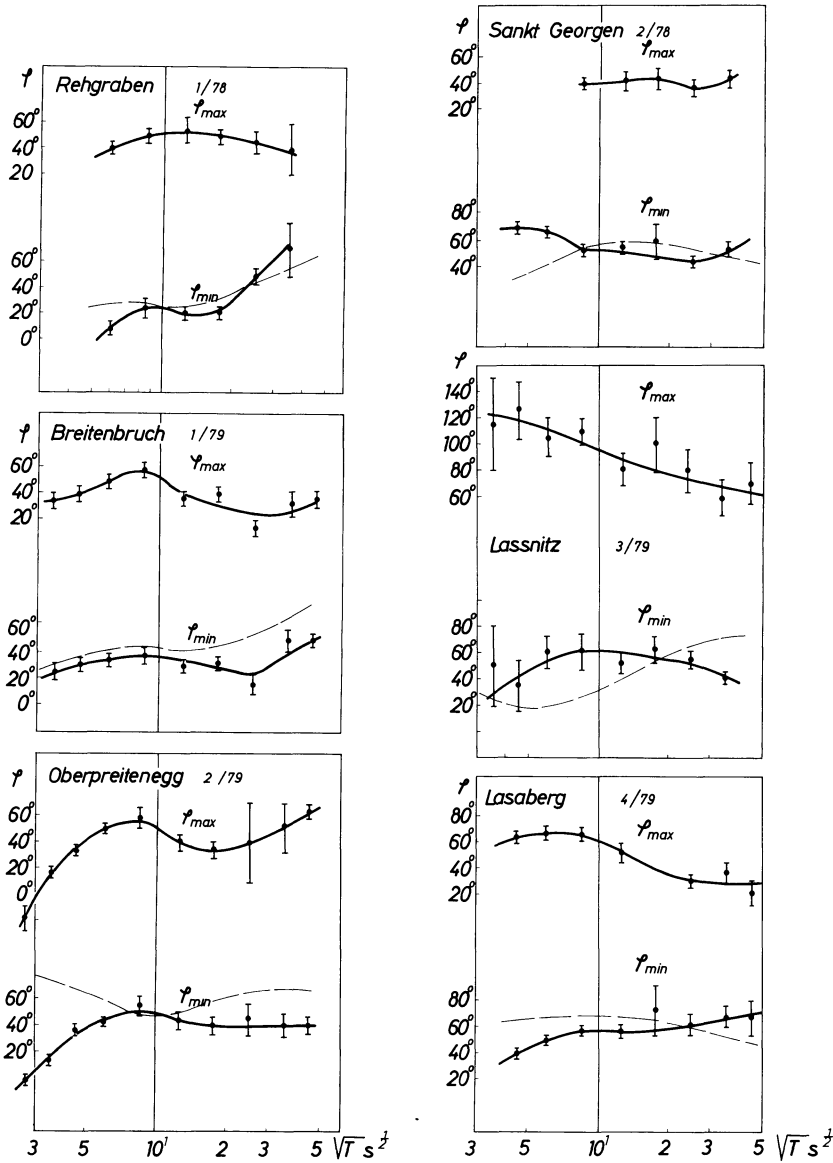 Rehgraben 1/78
φ
φmax
60°
40°
20
φmin
60°
40°
20°
0°
Breitenbruch 1/79
φ
φmax
60°
40°
20°
φmin
60°
40°
20°
0°
Oberpreitenegg 2/79
φ
φmax
60°
40°
20°
0°
φmin
60°
40°
20°
3 5 10¹ 2 3 5 √T s^½
Sankt Georgen 2/78
φ
φmax
60°
40°
20°
φmin
80°
60°
40°
φ
φmax
140°
120°
100°
80°
60°
Lassnitz 3/79
φmin
80°
60°
40°
20°
Lasaberg 4/79
φ
φmax
80°
60°
40°
20°
φmin
80°
60°
40°
20°
3 5 10¹ 2 3 5 √T s^½